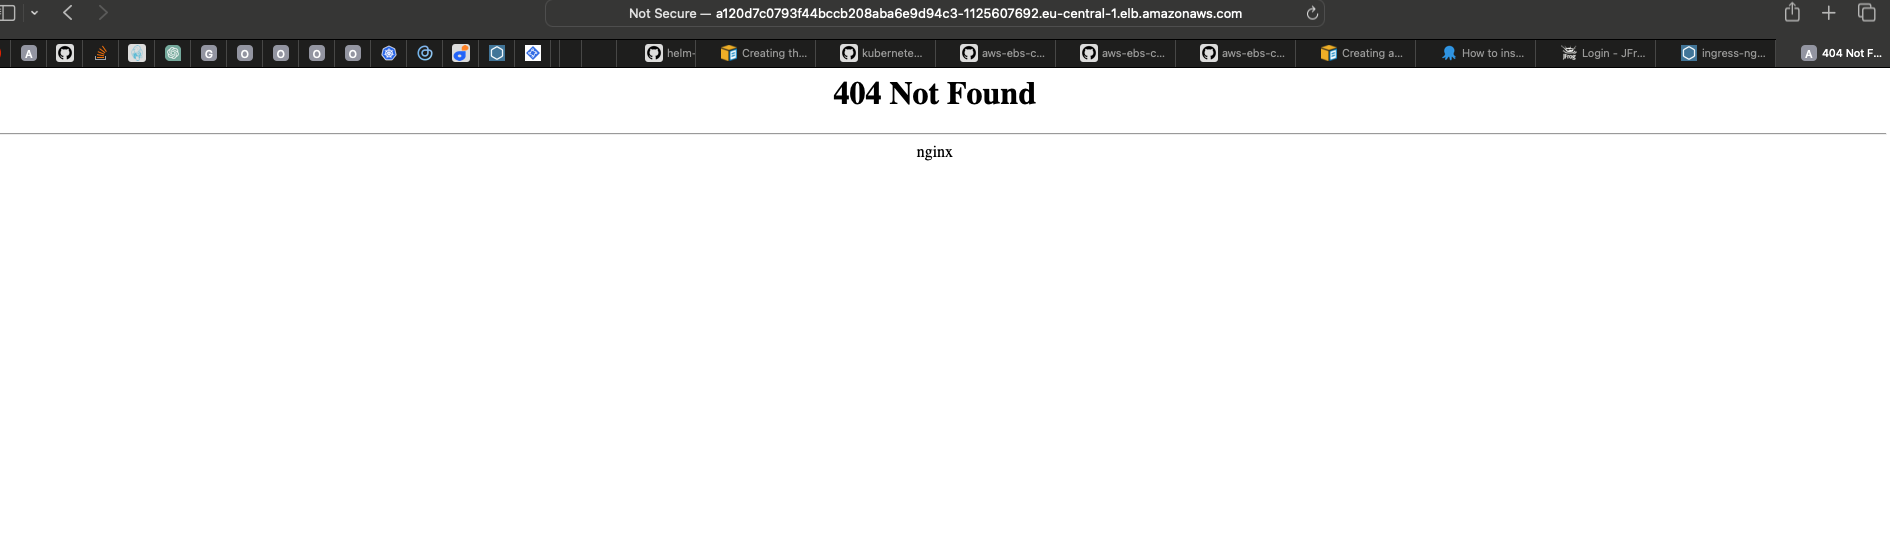 Not Secure — a120d7c0793f44bccb208aba6e9d94c3-1125607692.eu-central-1.elb.amazonaws.com
A G O O O O helm- Creating th... kubernete... aws-ebs-c... aws-ebs-c... aws-ebs-c... Creating a... How to ins... Login - JFr... ingress-ng... A 404 Not F...
404 Not Found
nginx